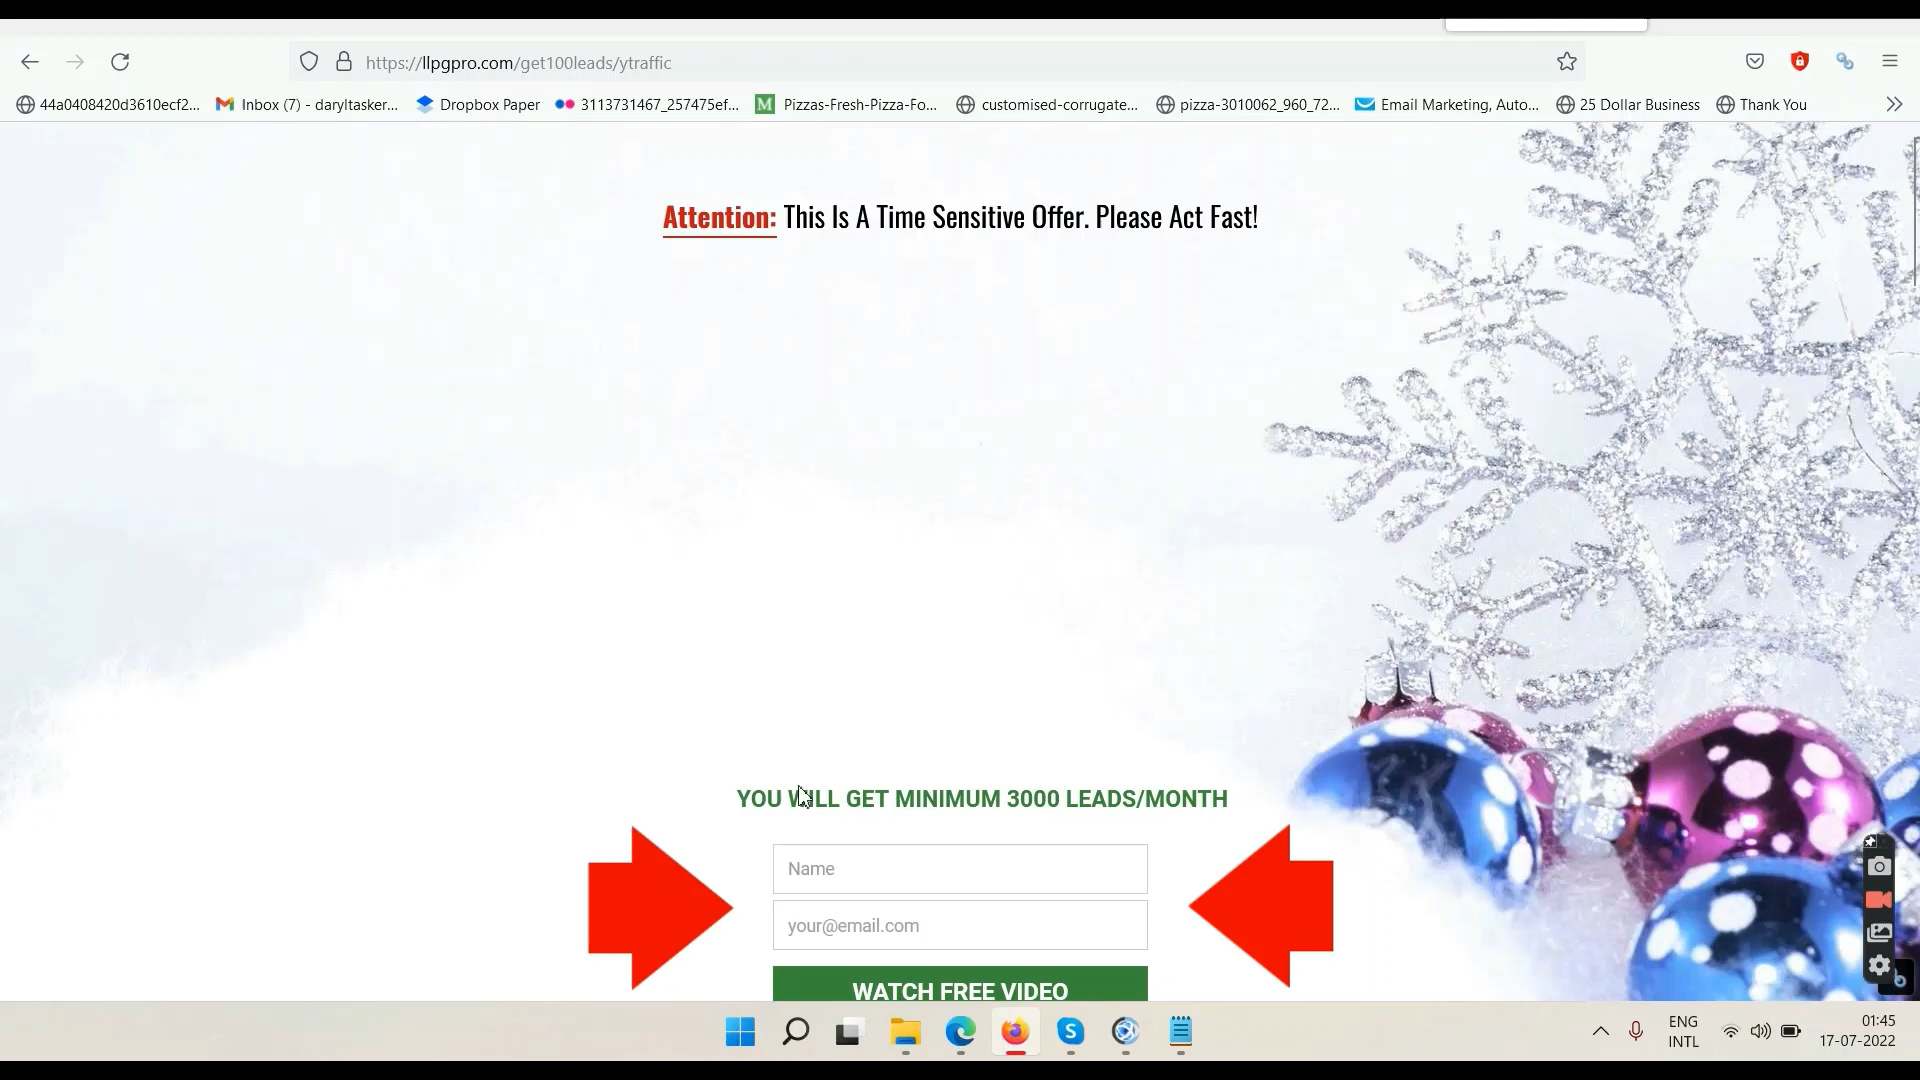 https://llpgpro.com/get100leads/ytraffic
44a0408420d3610ecf2... Inbox (7) - daryltasker... Dropbox Paper 3113731467_257475ef... M Pizzas-Fresh-Pizza-Fo... customised-corrugate... pizza-3010062_960_72... Email Marketing, Auto... 25 Dollar Business Thank You
Attention: This Is A Time Sensitive Offer. Please Act Fast!
YOU WILL GET MINIMUM 3000 LEADS/MONTH
Name
your@email.com
WATCH FREE VIDEO
ENG
INTL
01:45
17-07-2022